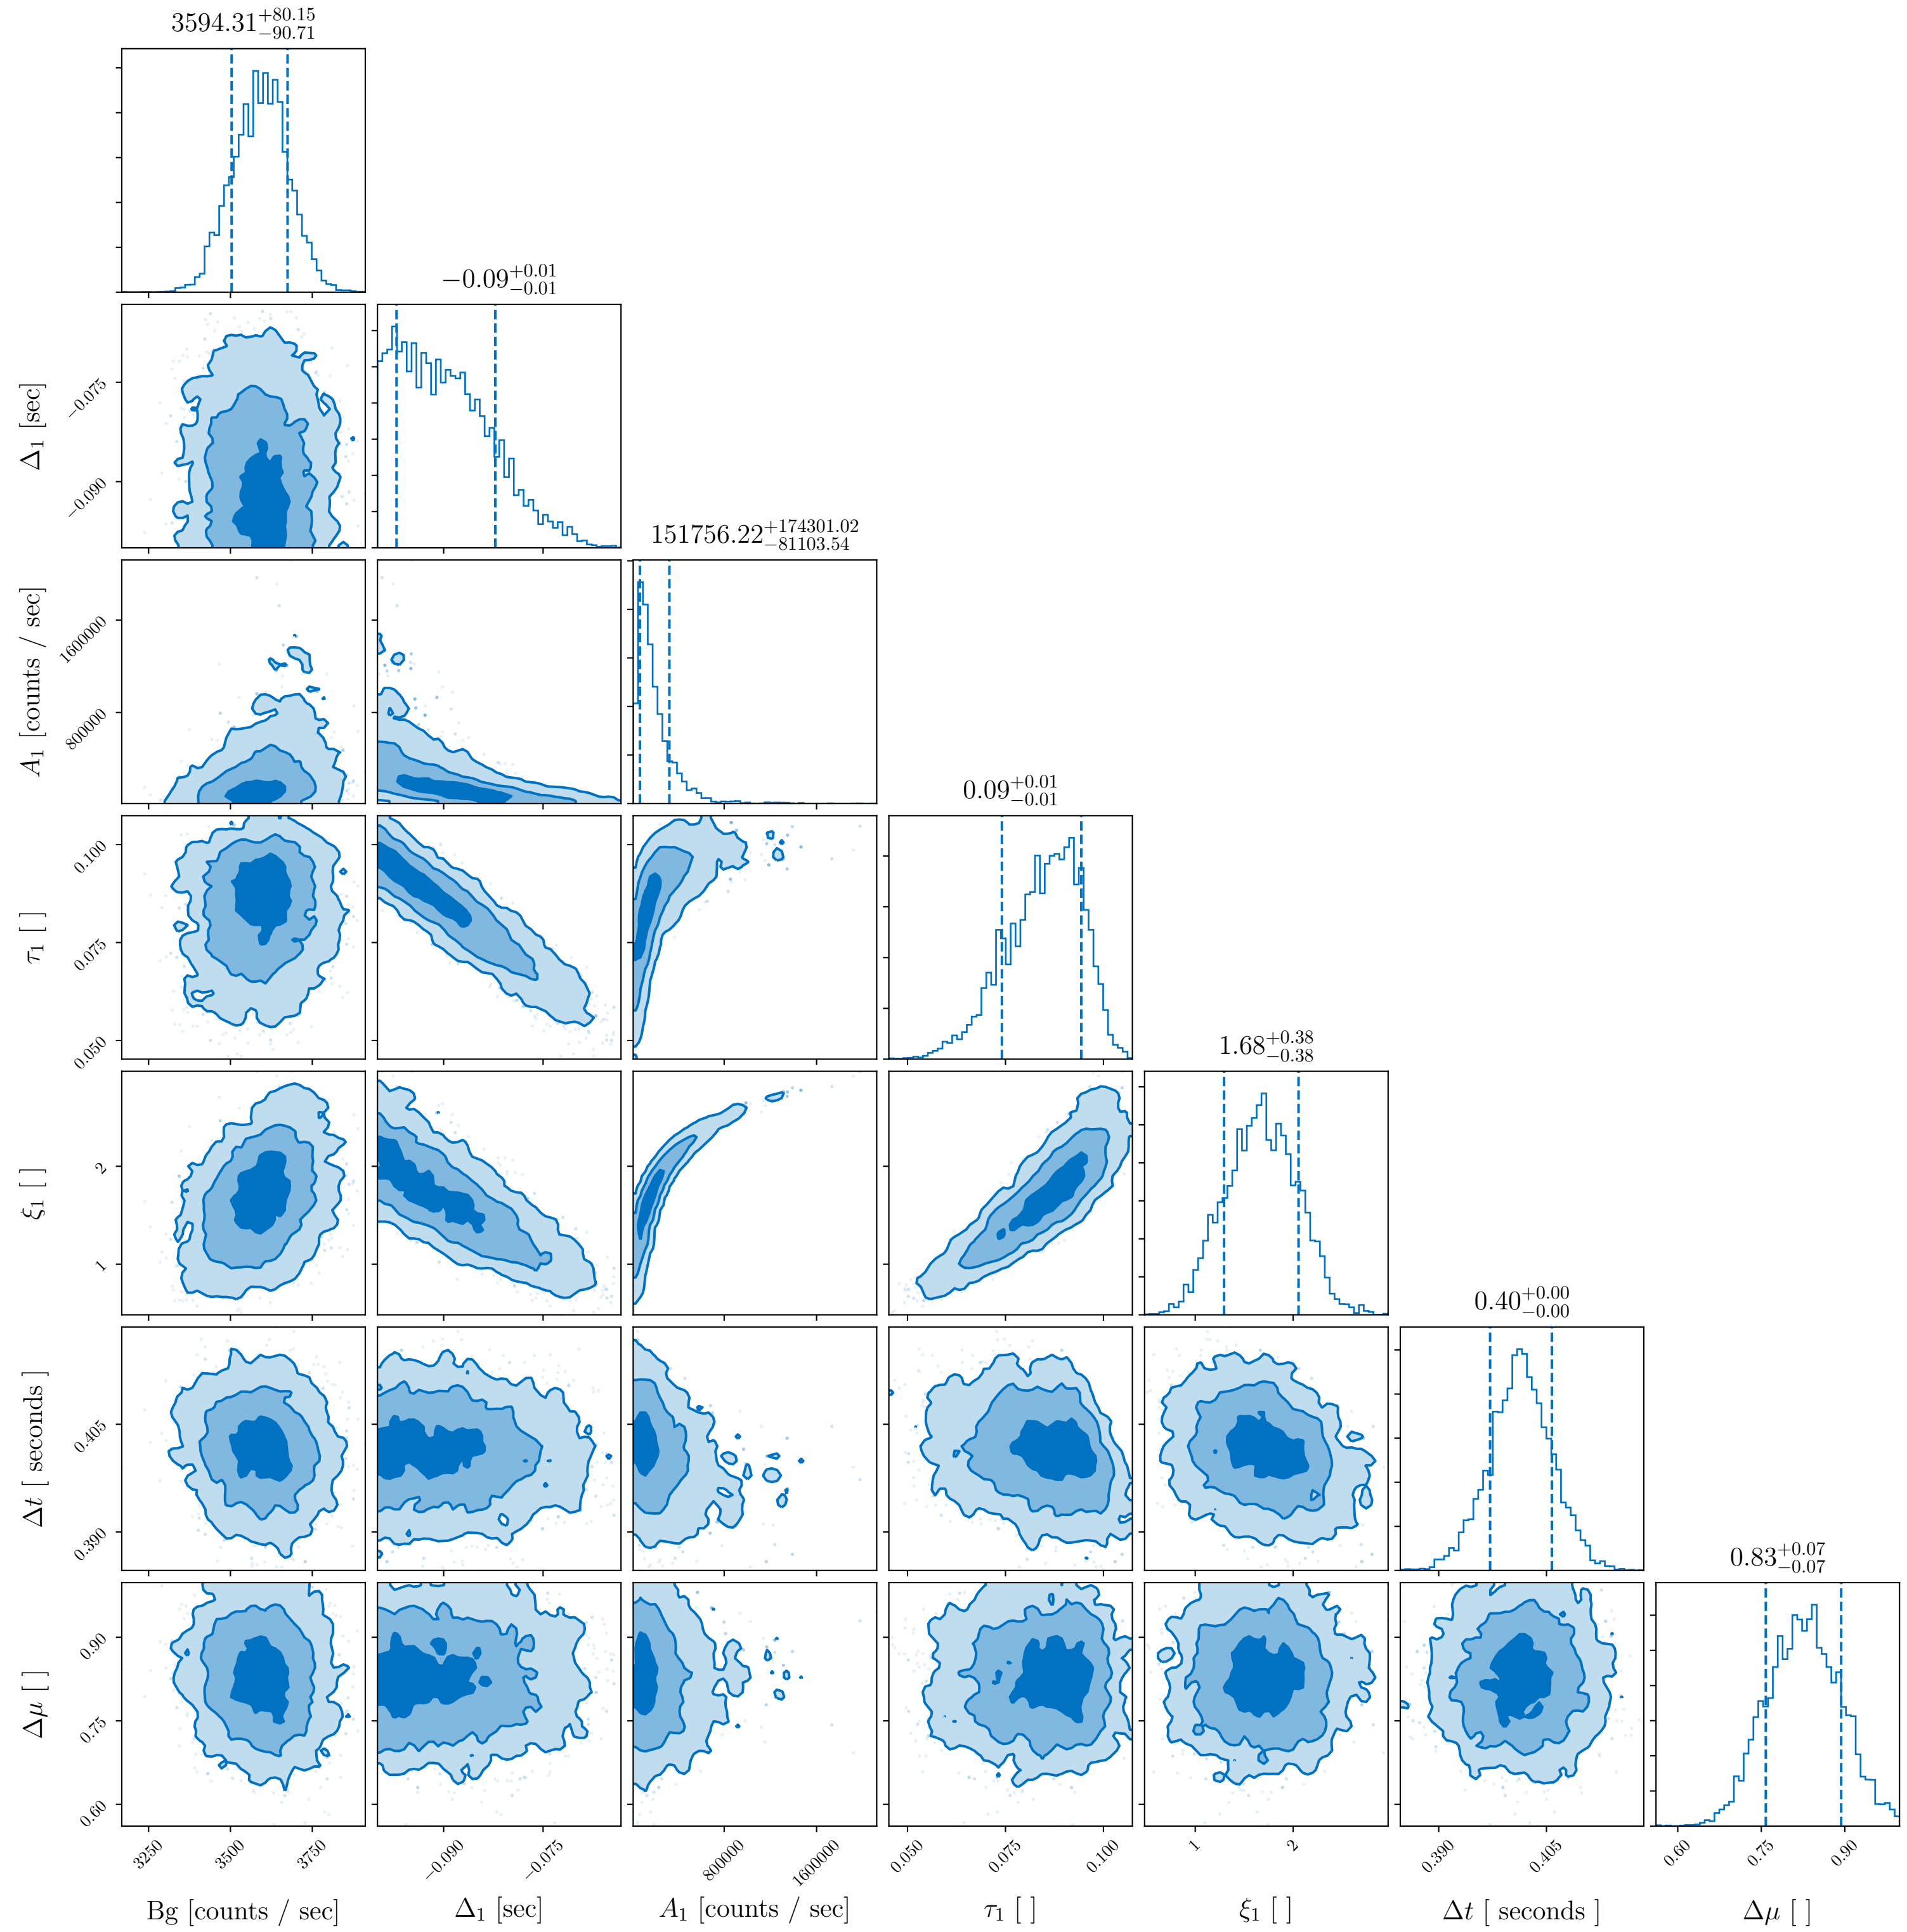 3594.31^{+80.15}_{-90.71}
−0.09^{+0.01}_{-0.01}
Δ₁ [sec]
−0.075
−0.090
151756.22^{+174301.02}_{-81103.54}
A₁ [counts / sec]
1600000
800000
0.09^{+0.01}_{-0.01}
τ₁ [ ]
0.100
0.075
0.050
1.68^{+0.38}_{-0.38}
ξ₁ [ ]
2
1
0.40^{+0.00}_{-0.00}
Δt [ seconds ]
0.405
0.390
0.83^{+0.07}_{-0.07}
Δμ [ ]
0.90
0.75
0.60
3250 3500 3750 −0.090 −0.075 800000 1600000 0.050 0.075 0.100 1 2 0.390 0.405 0.60 0.75 0.90
Bg [counts / sec] Δ₁ [sec] A₁ [counts / sec] τ₁ [ ] ξ₁ [ ] Δt [ seconds ] Δμ [ ]